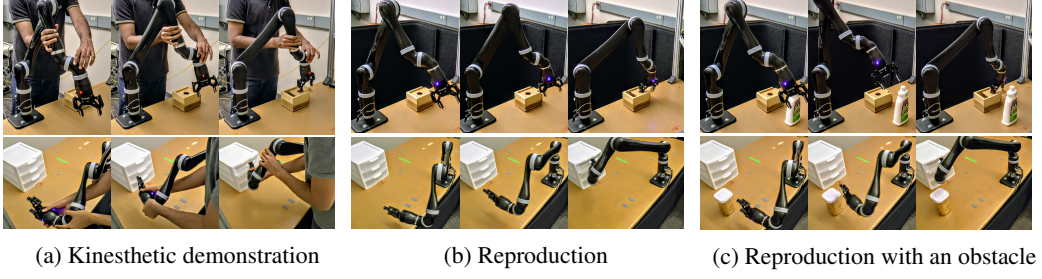 (a) Kinesthetic demonstration
(b) Reproduction
(c) Reproduction with an obstacle